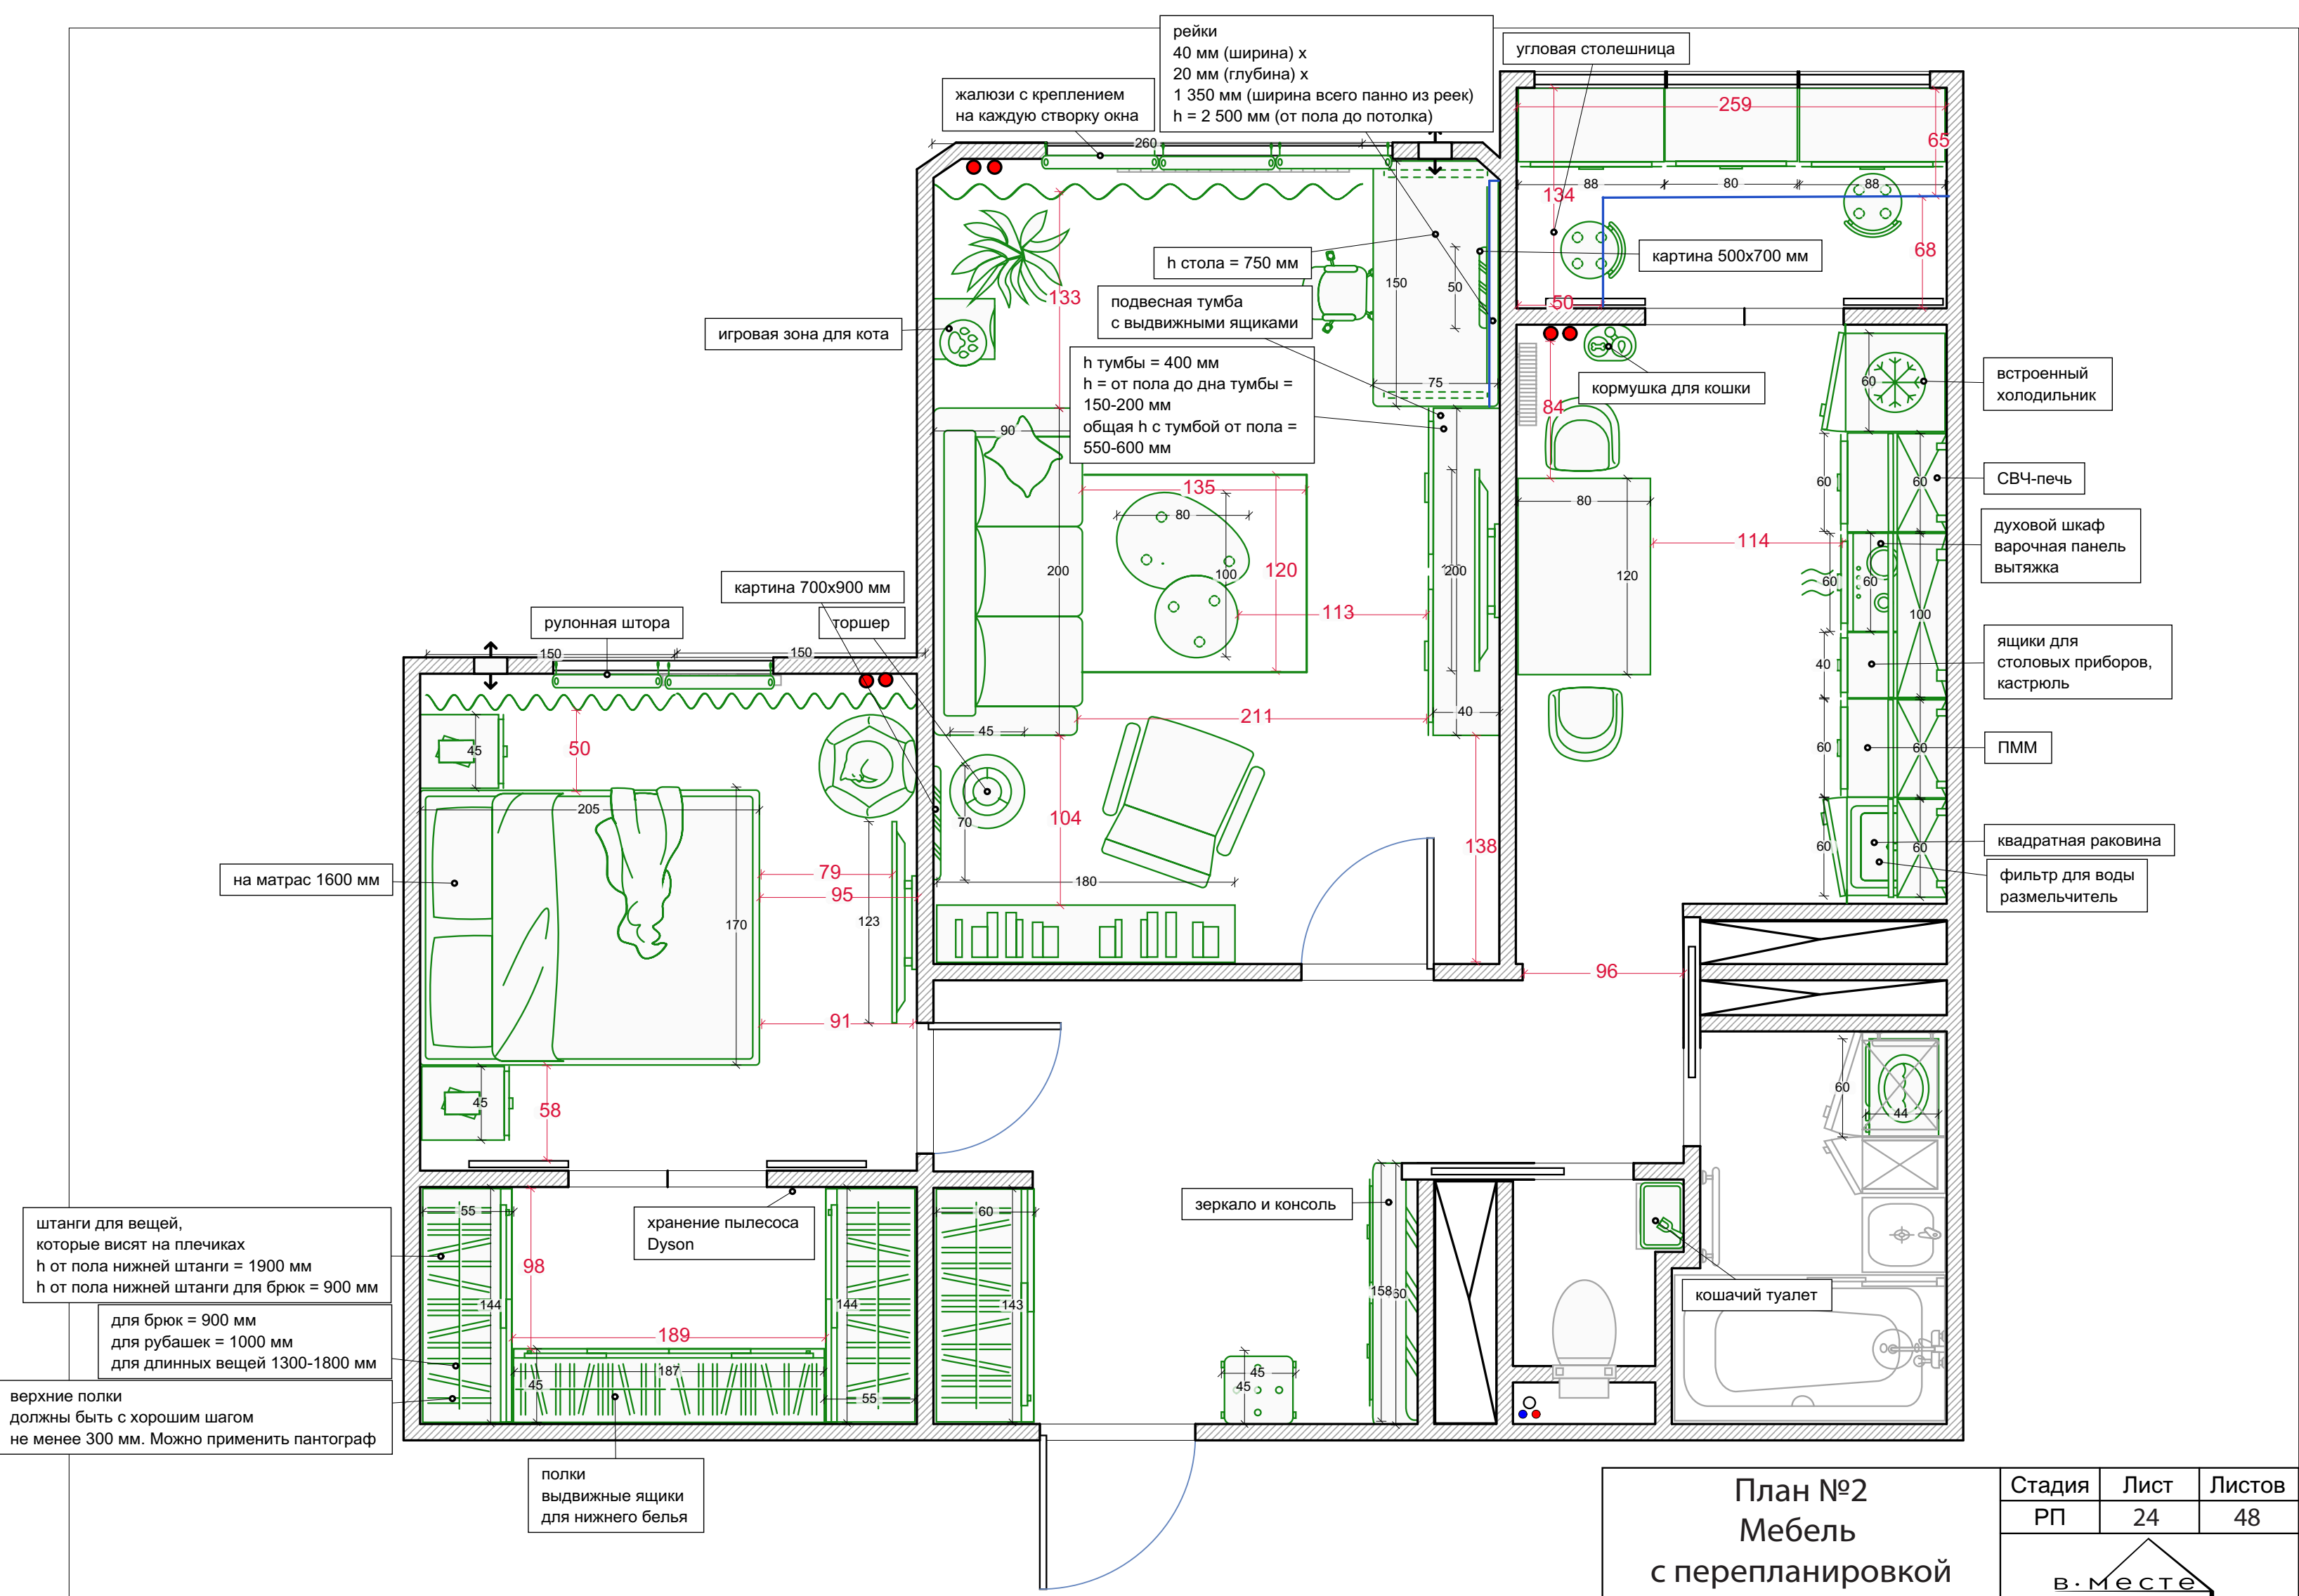 рейки
40 мм (ширина) х
20 мм (глубина) х
1 350 мм (ширина всего панно из реек)
h = 2 500 мм (от пола до потолка)
угловая столешница
жалюзи с креплением
на каждую створку окна
260
259
65
88
80
88
134
68
50
h стола = 750 мм
картина 500х700 мм
150
50
133
подвесная тумба
с выдвижными ящиками
игровая зона для кота
h тумбы = 400 мм
h = от пола до дна тумбы =
150-200 мм
общая h с тумбой от пола =
550-600 мм
75
кормушка для кошки
60
встроенный
холодильник
84
90
135
80
80
60
60
СВЧ-печь
духовой шкаф
варочная панель
вытяжка
114
200
100
120
200
120
60
60
100
картина 700х900 мм
113
рулонная штора
торшер
150
150
ящики для
столовых приборов,
кастрюль
40
45
50
45
211
40
60
60
ПММ
205
70
104
138
квадратная раковина
60
60
фильтр для воды
размельчитель
на матрас 1600 мм
79
95
180
170
123
96
91
45
58
60
44
штанги для вещей,
которые висят на плечиках
h от пола нижней штанги = 1900 мм
h от пола нижней штанги для брюк = 900 мм
55
хранение пылесоса
Dyson
60
зеркало и консоль
98
144
144
143
158
60
кошачий туалет
для брюк = 900 мм
для рубашек = 1000 мм
для длинных вещей 1300-1800 мм
189
187
45
55
45
45
верхние полки
должны быть с хорошим шагом
не менее 300 мм. Можно применить пантограф
полки
выдвижные ящики
для нижнего белья
План №2
Мебель
с перепланировкой
Стадия
Лист
Листов
РП
24
48
в·месте